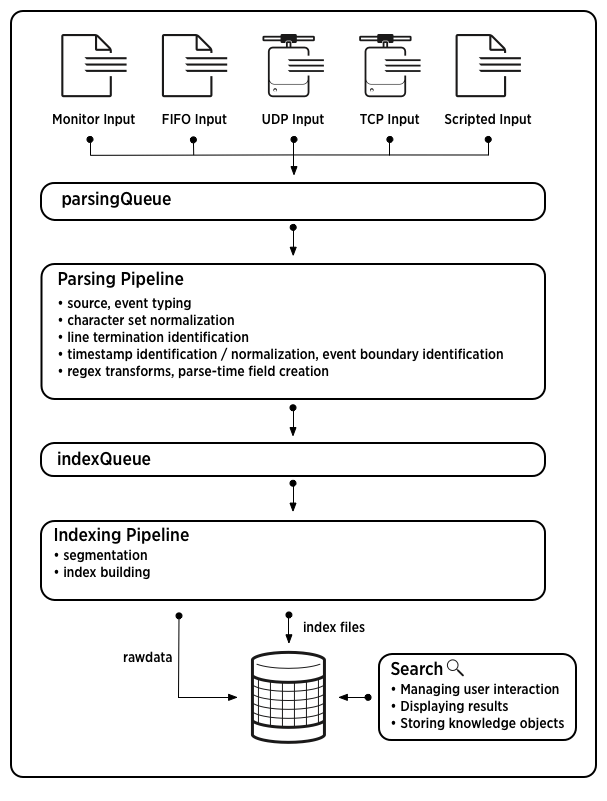 Monitor Input FIFO Input UDP Input TCP Input Scripted Input
parsingQueue
Parsing Pipeline
• source, event typing
• character set normalization
• line termination identification
• timestamp identification / normalization, event boundary identification
• regex transforms, parse-time field creation
indexQueue
Indexing Pipeline
• segmentation
• index building
index files
rawdata
Search
• Managing user interaction
• Displaying results
• Storing knowledge objects